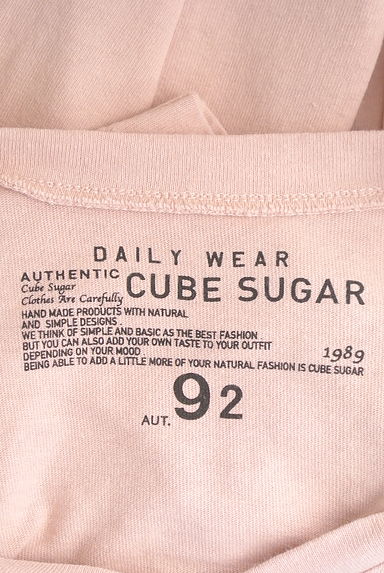 DAILY WEAR
AUTHENTIC
Cube Sugar
Clothes Are Carefully
CUBE SUGAR
HAND MADE PRODUCTS WITH NATURAL
AND SIMPLE DESIGNS .
WE THINK OF SIMPLE AND BASIC AS THE BEST FASHION
BUT YOU CAN ALSO ADD YOUR OWN TASTE TO YOUR OUTFIT
DEPENDING ON YOUR MOOD
1989
BEING ABLE TO ADD A LITTLE MORE OF YOUR NATURAL FASHION IS CUBE SUGAR
AUT. 92